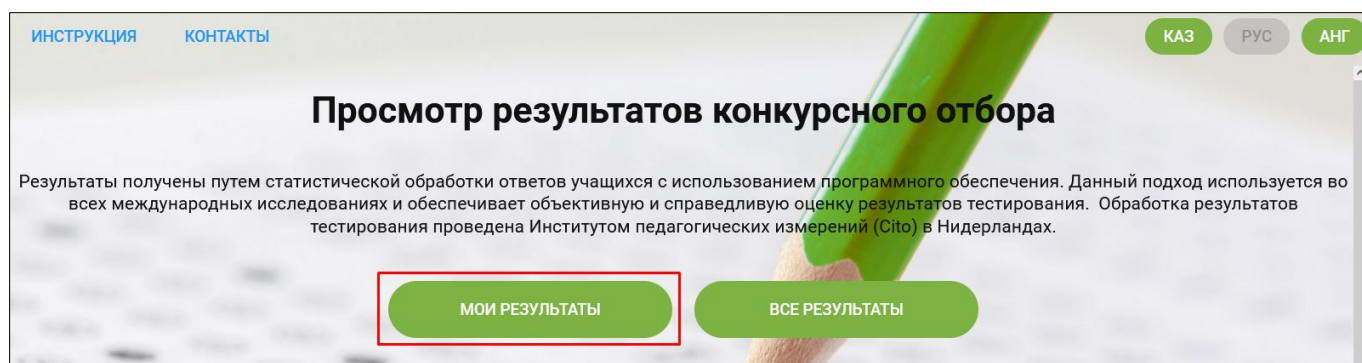 ИНСТРУКЦИЯ КОНТАКТЫ КАЗ РУС АНГ
Просмотр результатов конкурсного отбора
Результаты получены путем статистической обработки ответов учащихся с использованием программного обеспечения. Данный подход используется во
всех международных исследованиях и обеспечивает объективную и справедливую оценку результатов тестирования. Обработка результатов
тестирования проведена Институтом педагогических измерений (Cito) в Нидерландах.
МОИ РЕЗУЛЬТАТЫ ВСЕ РЕЗУЛЬТАТЫ